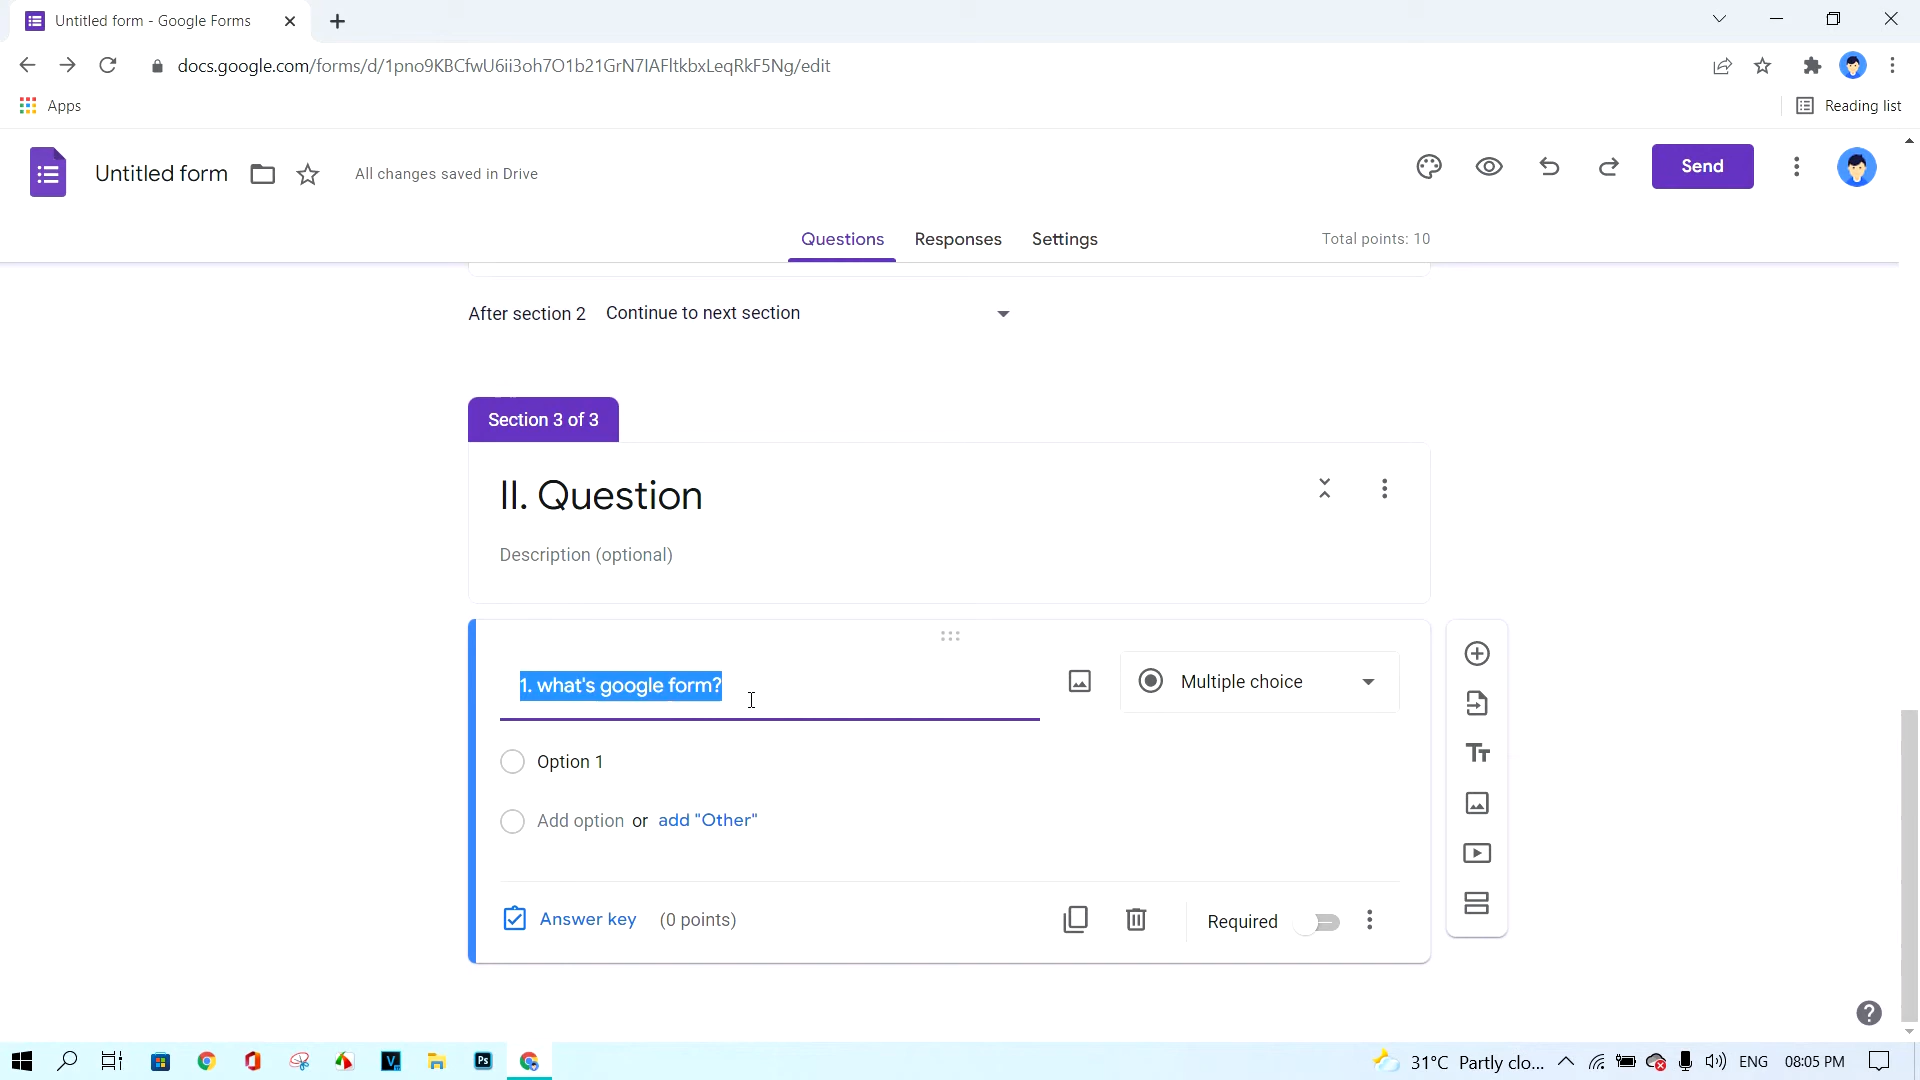 Untitled form - Google Forms
docs.google.com/forms/d/1pno9KBCfwU6ii3oh7O1b21GrN7IAFltkbxLeqRkF5Ng/edit
Apps
Reading list
Untitled form
All changes saved in Drive
Send
Questions
Responses
Settings
Total points: 10
After section 2
Continue to next section
Section 3 of 3
II. Question
Description (optional)
1. what's google form?
Multiple choice
Option 1
Add option or add "Other"
Answer key
(0 points)
Required
31°C Partly clo...
ENG
08:05 PM